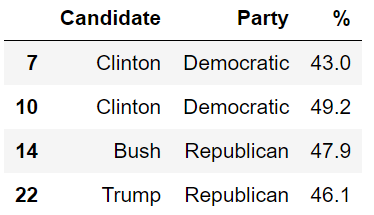 Candidate Party %
7 Clinton Democratic 43.0
10 Clinton Democratic 49.2
14 Bush Republican 47.9
22 Trump Republican 46.1